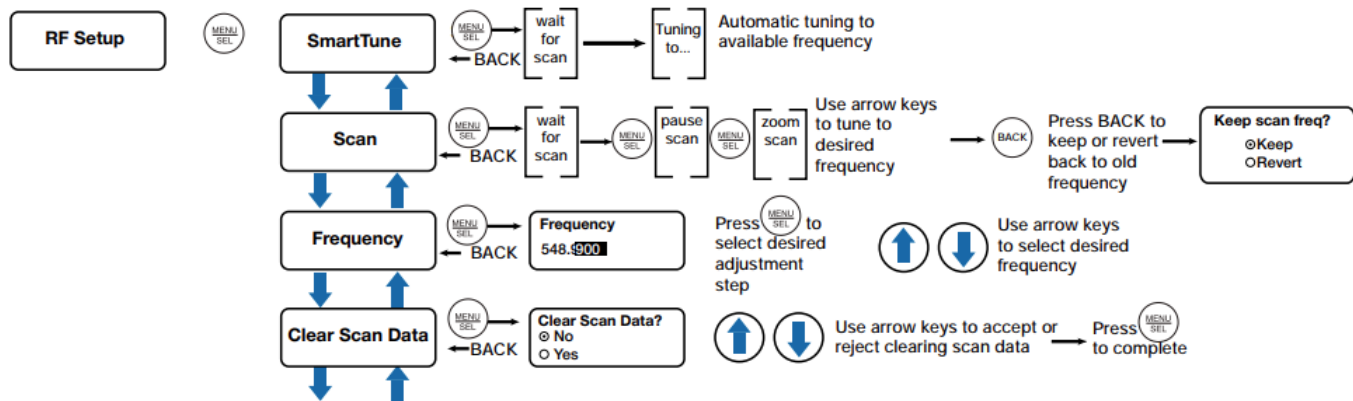 RF Setup
MENU
SEL
SmartTune
MENU
SEL
BACK
wait
for
scan
Tuning
to...
Automatic tuning to
available frequency
Scan
MENU
SEL
BACK
wait
for
scan
MENU
SEL
pause
scan
MENU
SEL
zoom
scan
Use arrow keys
to tune to
desired
frequency
BACK
Press BACK to
keep or revert
back to old
frequency
Keep scan freq?
Keep
Revert
Frequency
MENU
SEL
BACK
Frequency
548.9900
Press MENU SEL to
select desired
adjustment
step
Use arrow keys
to select desired
frequency
Clear Scan Data
MENU
SEL
BACK
Clear Scan Data?
No
Yes
Use arrow keys to accept or
reject clearing scan data
Press MENU SEL
to complete